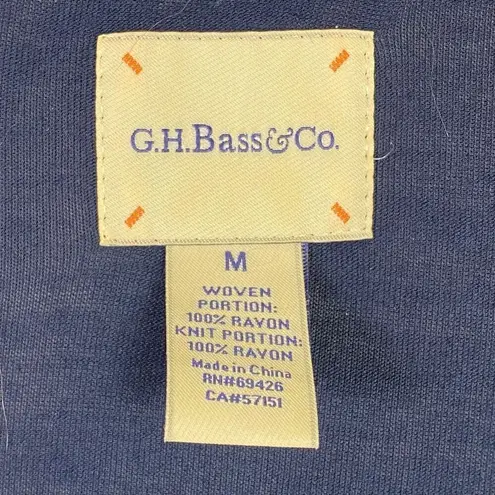 G.H.Bass&Co.
M
WOVEN
PORTION:
100% RAYON
KNIT PORTION:
100% RAYON
Made in China
RN#69426
CA#57151